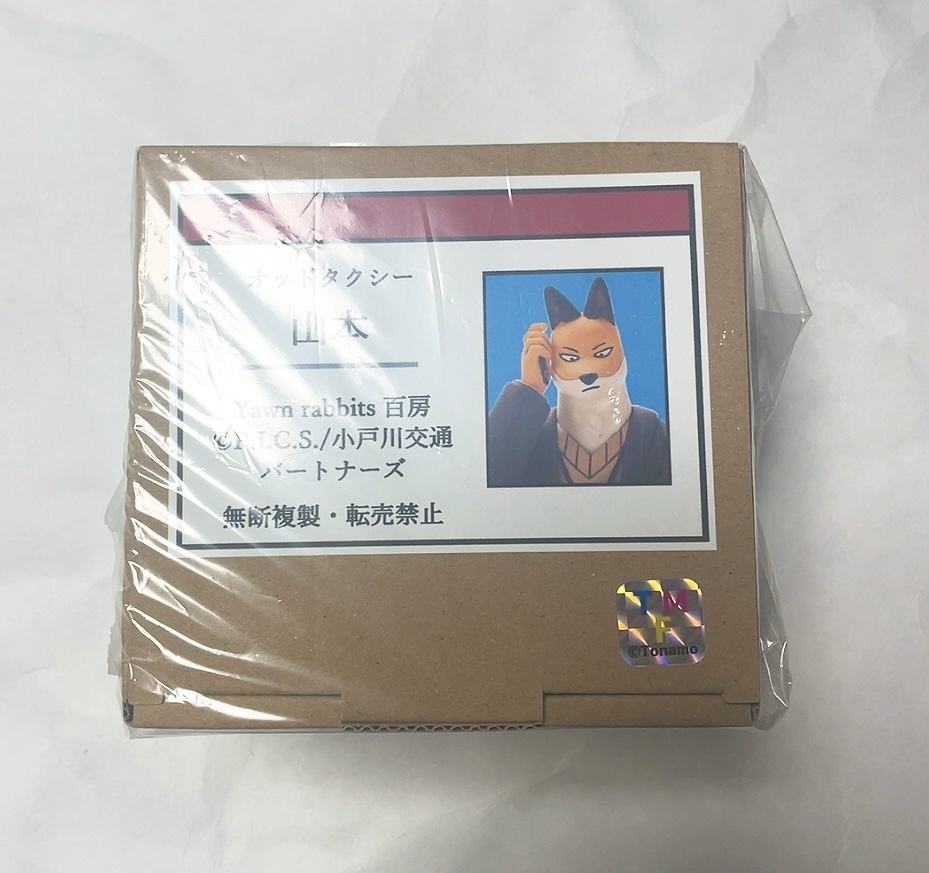 オッドタクシー
山本
Yawn rabbits 百房
©P.I.C.S./小戸川交通
パートナーズ
無断複製・転売禁止
T M
F
©Tonamo